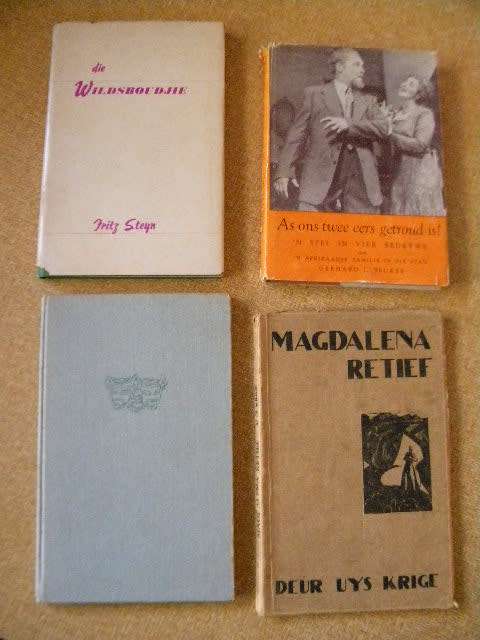 die
WILDSBOUDJIE
Fritz Steyn
As ons twee eers getroud is!
'N SPEL IN VIER BEDRYWE
'N AFRIKAANSE FAMILIE IN DIE STAD
GERHARD J. BEUKES
MAGDALENA
RETIEF
DEUR UYS KRIGE